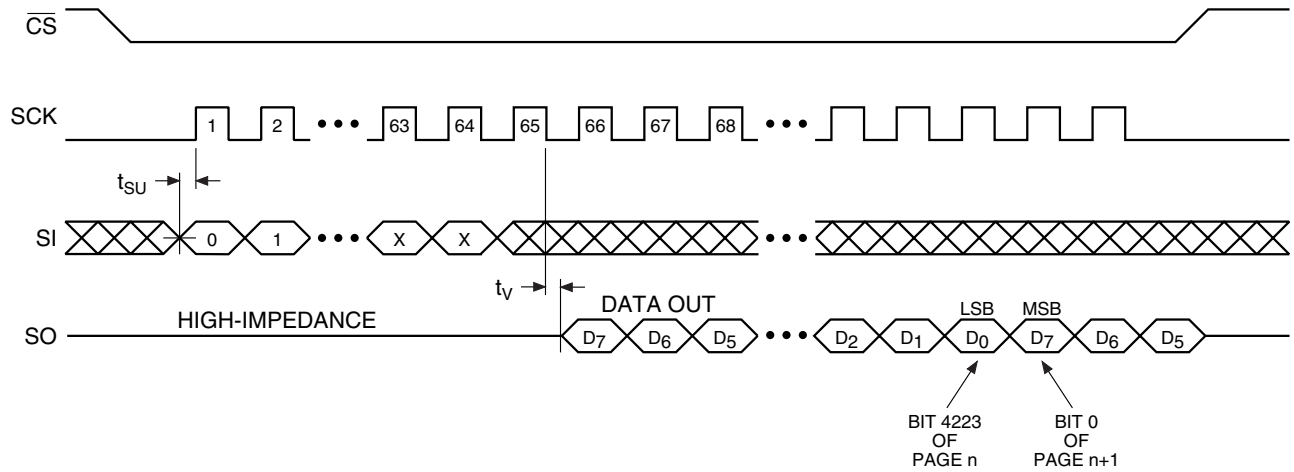 CS
SCK
1 2 ••• 63 64 65 66 67 68 •••
tSU
SI
0 1 ••• X X •••
tV
DATA OUT
HIGH-IMPEDANCE
LSB MSB
SO
D7 D6 D5 ••• D2 D1 D0 D7 D6 D5
BIT 4223
OF
PAGE n
BIT 0
OF
PAGE n+1